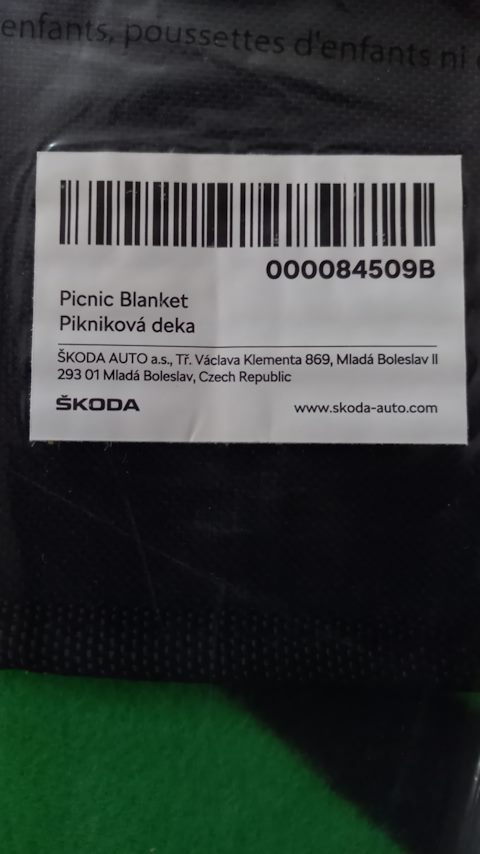 enfants, poussettes d'enfants ni
000084509B
Picnic Blanket
Pikniková deka
ŠKODA AUTO a.s., Tř. Václava Klementa 869, Mladá Boleslav II
293 01 Mladá Boleslav, Czech Republic
ŠKODA
www.skoda-auto.com